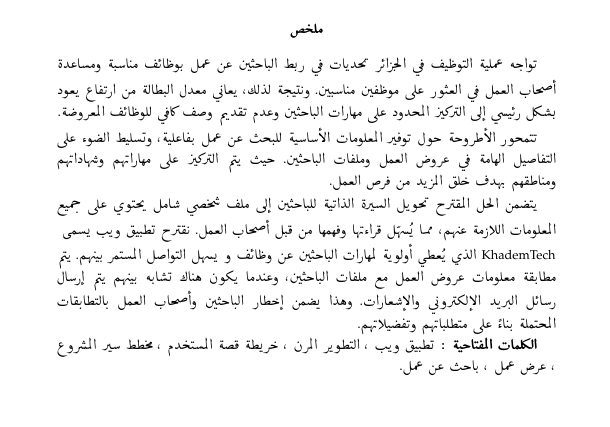 ملخص
تواجه عملية التوظيف في الجزائر تحديات في ربط الباحثين عن عمل بوظائف مناسبة ومساعدة
أصحاب العمل في العثور على موظفين مناسبين. ونتيجة لذلك، يعاني معدل البطالة من ارتفاع يعود
بشكل رئيسي إلى التركيز المحدود على مهارات الباحثين وعدم تقديم وصف كافي للوظائف المعروضة.
تتمحور الأطروحة حول توفير المعلومات الأساسية للبحث عن عمل بفاعلية، وتسليط الضوء على
التفاصيل الهامة في عروض العمل وملفات الباحثين. حيث يتم التركيز على مهاراتهم وشهاداتهم
ومناطقهم بهدف خلق المزيد من فرص العمل.
يتضمن الحل المقترح تحويل السيرة الذاتية للباحثين إلى ملف شخصي شامل يحتوي على جميع
المعلومات اللازمة عنهم، مما يُسهّل قراءتها وفهمها من قبل أصحاب العمل. نقترح تطبيق ويب يسمى
KhademTech الذي يُعطي أولوية لمهارات الباحثين عن وظائف و يسهل التواصل المستمر بينهم. يتم
مطابقة معلومات عروض العمل مع ملفات الباحثين، وعندما يكون هناك تشابه بينهم يتم إرسال
رسائل البريد الإلكتروني والإشعارات. وهذا يضمن إخطار الباحثين وأصحاب العمل بالتطابقات
المحتملة بناءً على متطلباتهم وتفضيلاتهم.
الكلمات المفتاحية : تطبيق ويب ، التطوير المرن ، خريطة قصة المستخدم ، مخطط سير المشروع
، عرض عمل ، باحث عن عمل.